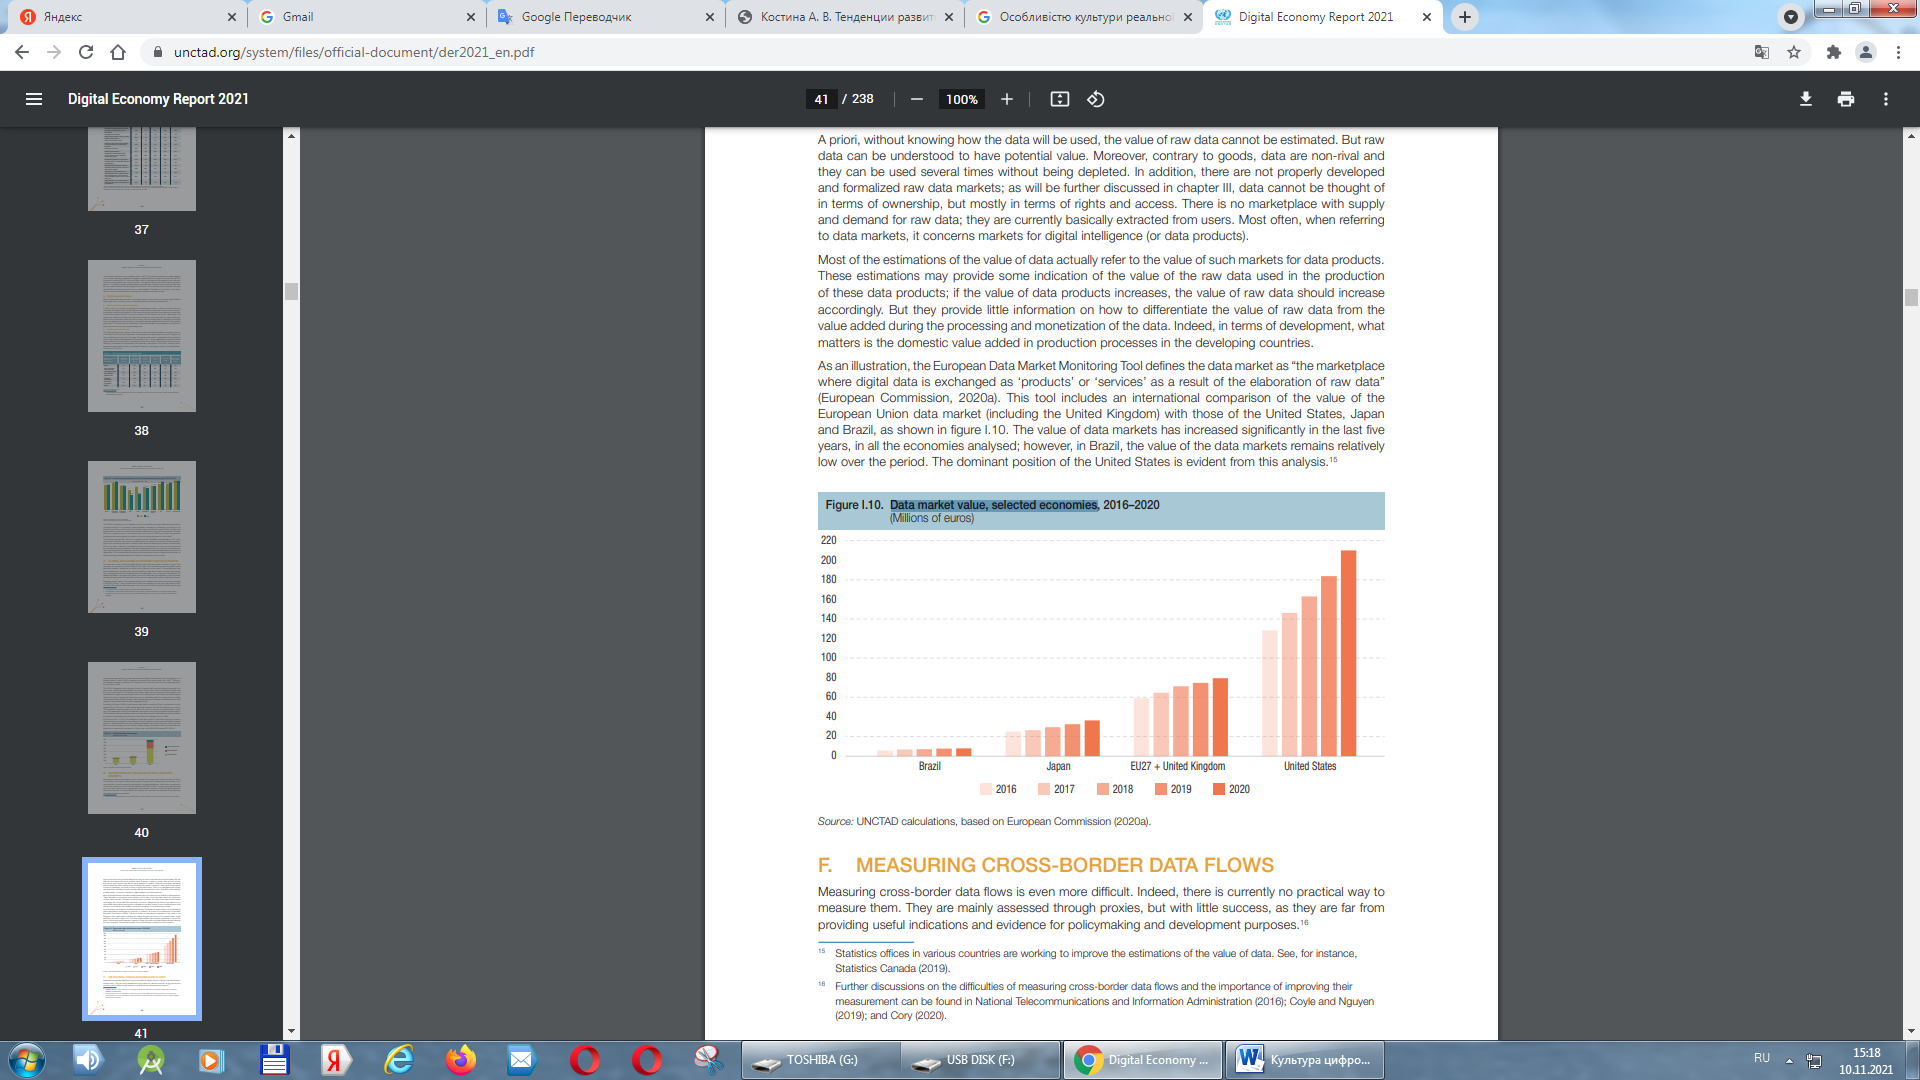 Яндекс
Gmail
Google Переводчик
Костина А. В. Тенденции развит
Особливістю культури реально
Digital Economy Report 2021
unctad.org/system/files/official-document/der2021_en.pdf
Digital Economy Report 2021
41 / 238
100%
37
38
39
40
41
A priori, without knowing how the data will be used, the value of raw data cannot be estimated. But raw
data can be understood to have potential value. Moreover, contrary to goods, data are non-rival and
they can be used several times without being depleted. In addition, there are not properly developed
and formalized raw data markets; as will be further discussed in chapter III, data cannot be thought of
in terms of ownership, but mostly in terms of rights and access. There is no marketplace with supply
and demand for raw data; they are currently basically extracted from users. Most often, when referring
to data markets, it concerns markets for digital intelligence (or data products).
Most of the estimations of the value of data actually refer to the value of such markets for data products.
These estimations may provide some indication of the value of the raw data used in the production
of these data products; if the value of data products increases, the value of raw data should increase
accordingly. But they provide little information on how to differentiate the value of raw data from the
value added during the processing and monetization of the data. Indeed, in terms of development, what
matters is the domestic value added in production processes in the developing countries.
As an illustration, the European Data Market Monitoring Tool defines the data market as “the marketplace
where digital data is exchanged as ‘products’ or ‘services’ as a result of the elaboration of raw data”
(European Commission, 2020a). This tool includes an international comparison of the value of the
European Union data market (including the United Kingdom) with those of the United States, Japan
and Brazil, as shown in figure I.10. The value of data markets has increased significantly in the last five
years, in all the economies analysed; however, in Brazil, the value of the data markets remains relatively
low over the period. The dominant position of the United States is evident from this analysis.15
Figure I.10. Data market value, selected economies, 2016–2020
(Millions of euros)
220
200
180
160
140
120
100
80
60
40
20
0
Brazil
Japan
EU27 + United Kingdom
United States
2016
2017
2018
2019
2020
Source: UNCTAD calculations, based on European Commission (2020a).
F. MEASURING CROSS-BORDER DATA FLOWS
Measuring cross-border data flows is even more difficult. Indeed, there is currently no practical way to
measure them. They are mainly assessed through proxies, but with little success, as they are far from
providing useful indications and evidence for policymaking and development purposes.16
15 Statistics offices in various countries are working to improve the estimations of the value of data. See, for instance,
Statistics Canada (2019).
16 Further discussions on the difficulties of measuring cross-border data flows and the importance of improving their
measurement can be found in National Telecommunications and Information Administration (2016); Coyle and Nguyen
(2019); and Cory (2020).
TOSHIBA (G:)
USB DISK (F:)
Digital Economy ...
Культура цифро...
RU
15:18
10.11.2021